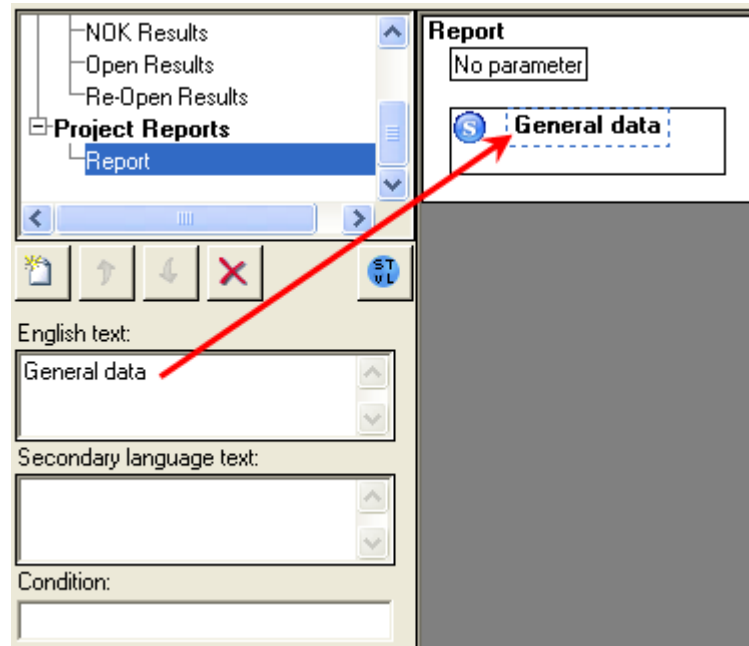 NOK Results
Open Results
Re-Open Results
Project Reports
Report
S T
V L
English text:
General data
Secondary language text:
Condition:
Report
No parameter
S General data